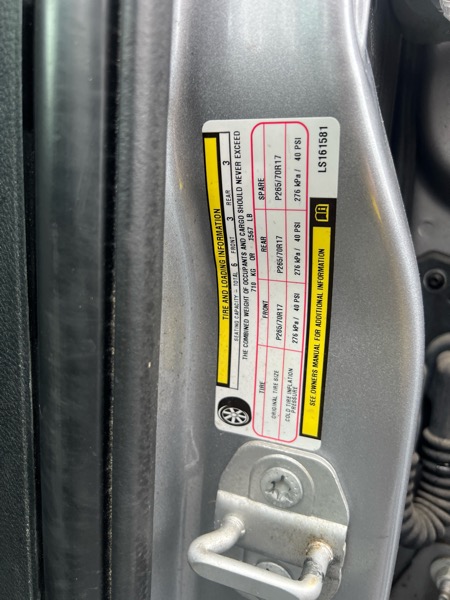 TIRE AND LOADING INFORMATION
SEATING CAPACITY - TOTAL 6 FRONT 3 REAR 3
THE COMBINED WEIGHT OF OCCUPANTS AND CARGO SHOULD NEVER EXCEED
710 KG OR 1567 LB
TIRE FRONT REAR SPARE
ORIGINAL TIRE SIZE P265/70R17 P265/70R17 P265/70R17
COLD TIRE INFLATION PRESSURE 276 kPa / 40 PSI 276 kPa / 40 PSI 276 kPa / 40 PSI
SEE OWNERS MANUAL FOR ADDITIONAL INFORMATION
LS161581